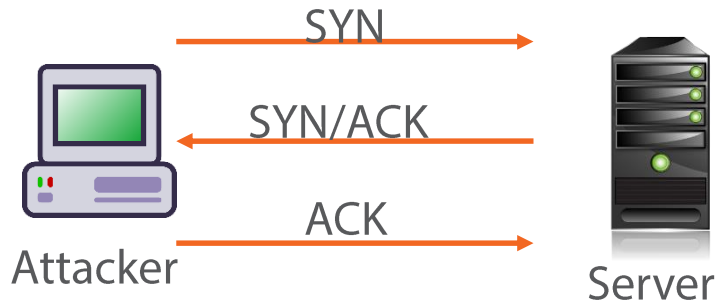 SYN
SYN/ACK
ACK
Attacker
Server